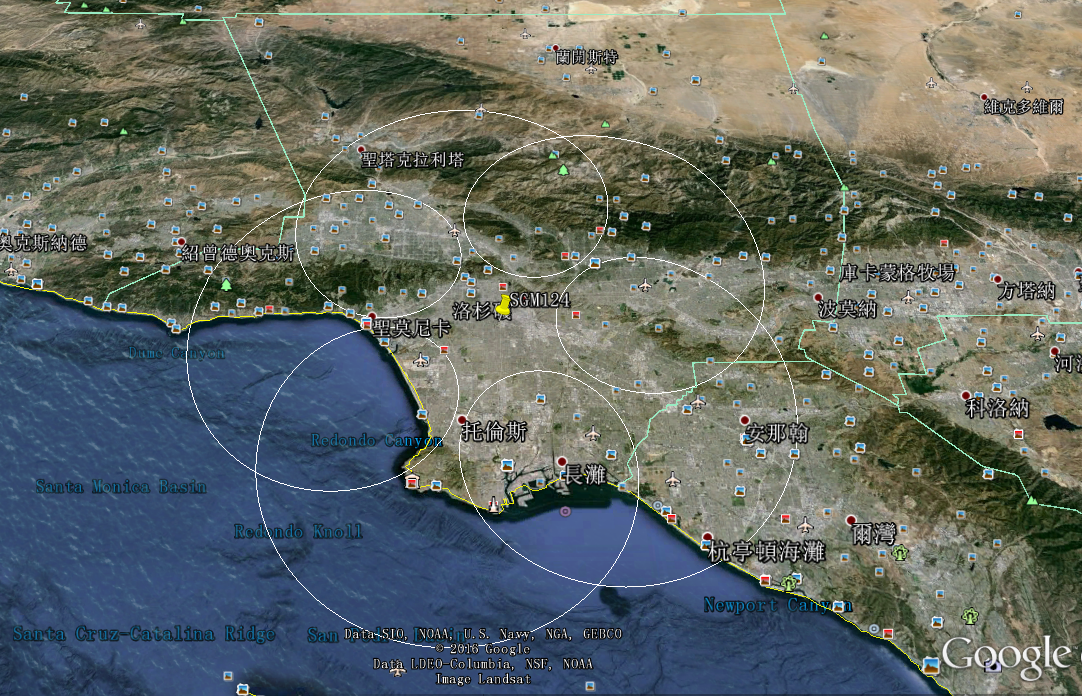 蘭開斯特
維克多維爾
聖塔克拉利塔
奧克斯納德
紹曾德奧克斯
庫卡蒙格牧場
方塔納
SGM124
洛杉磯
波莫納
聖莫尼卡
Dume Canyon
河濱
科洛納
托倫斯
安那翰
Redondo Canyon
長灘
Santa Monica Basin
Redondo Knoll
爾灣
杭亭頓海灘
Newport Canyon
Santa Cruz-Catalina Ridge
San
Data SIO, NOAA, U.S. Navy, NGA, GEBCO
© 2016 Google
Data LDEO-Columbia, NSF, NOAA
Image Landsat
Google